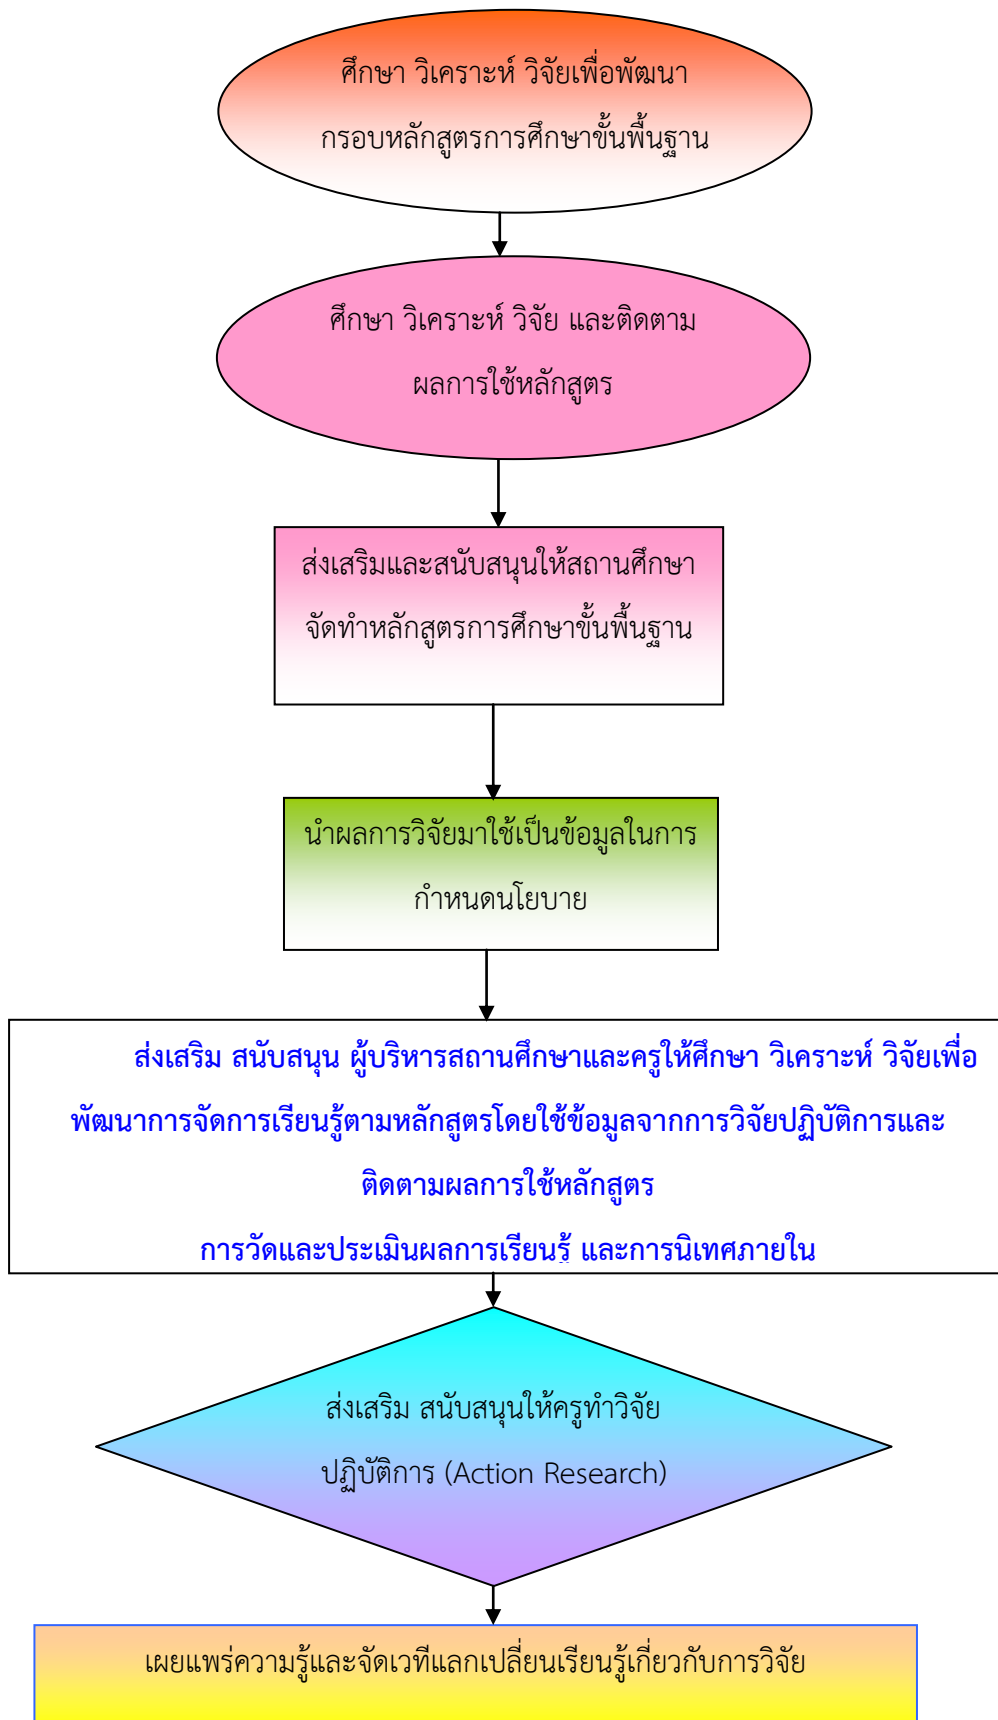 ศึกษา วิเคราะห์ วิจัยเพื่อพัฒนา
กรอบหลักสูตรการศึกษาขั้นพื้นฐาน
ศึกษา วิเคราะห์ วิจัย และติดตาม
ผลการใช้หลักสูตร
ส่งเสริมและสนับสนุนให้สถานศึกษา
จัดทำหลักสูตรการศึกษาขั้นพื้นฐาน
นำผลการวิจัยมาใช้เป็นข้อมูลในการ
กำหนดนโยบาย
ส่งเสริม สนับสนุน ผู้บริหารสถานศึกษาและครูให้ศึกษา วิเคราะห์ วิจัยเพื่อ
พัฒนาการจัดการเรียนรู้ตามหลักสูตรโดยใช้ข้อมูลจากการวิจัยปฏิบัติการและ
ติดตามผลการใช้หลักสูตร
การวัดและประเมินผลการเรียนรู้ และการนิเทศภายใน
ส่งเสริม สนับสนุนให้ครูทำวิจัย
ปฏิบัติการ (Action Research)
เผยแพร่ความรู้และจัดเวทีแลกเปลี่ยนเรียนรู้เกี่ยวกับการวิจัย